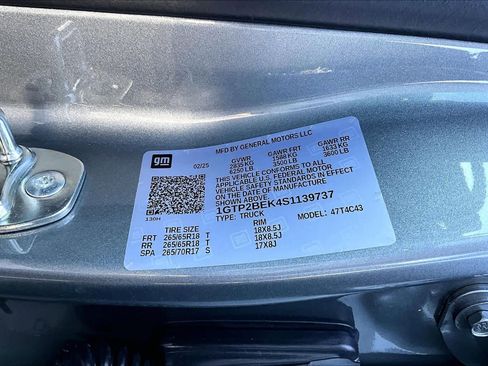 MFD BY GENERAL MOTORS LLC
gm
02/25
GVWR GAWR FRT GAWR RR
2835 KG 1588 KG 1633 KG
6250 LB 3500 LB 3600 LB
THIS VEHICLE CONFORMS TO ALL
APPLICABLE U.S. FEDERAL MOTOR
VEHICLE SAFETY STANDARDS IN EFFECT
ON THE DATE OF MANUFACTURE
SHOWN ABOVE.
1GTP2BEK4S1139737
TYPE: TRUCK MODEL: 47T4C43
130H
TIRE SIZE RIM
FRT 265/65R18 T 18X8.5J
RR 265/65R18 T 18X8.5J
SPA 265/70R17 S 17X8J